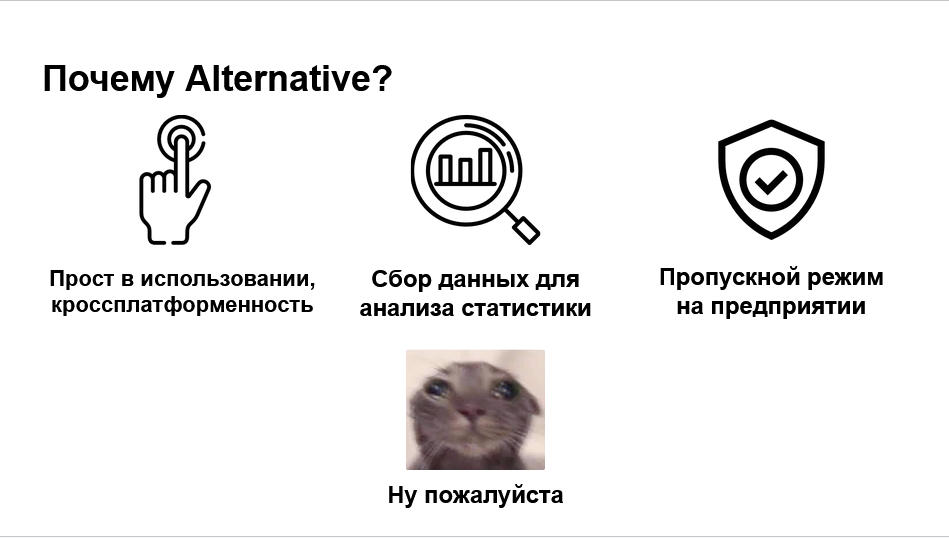 Почему Alternative?
Прост в использовании,
кроссплатформенность
Сбор данных для
анализа статистики
Пропускной режим
на предприятии
Ну пожалуйста